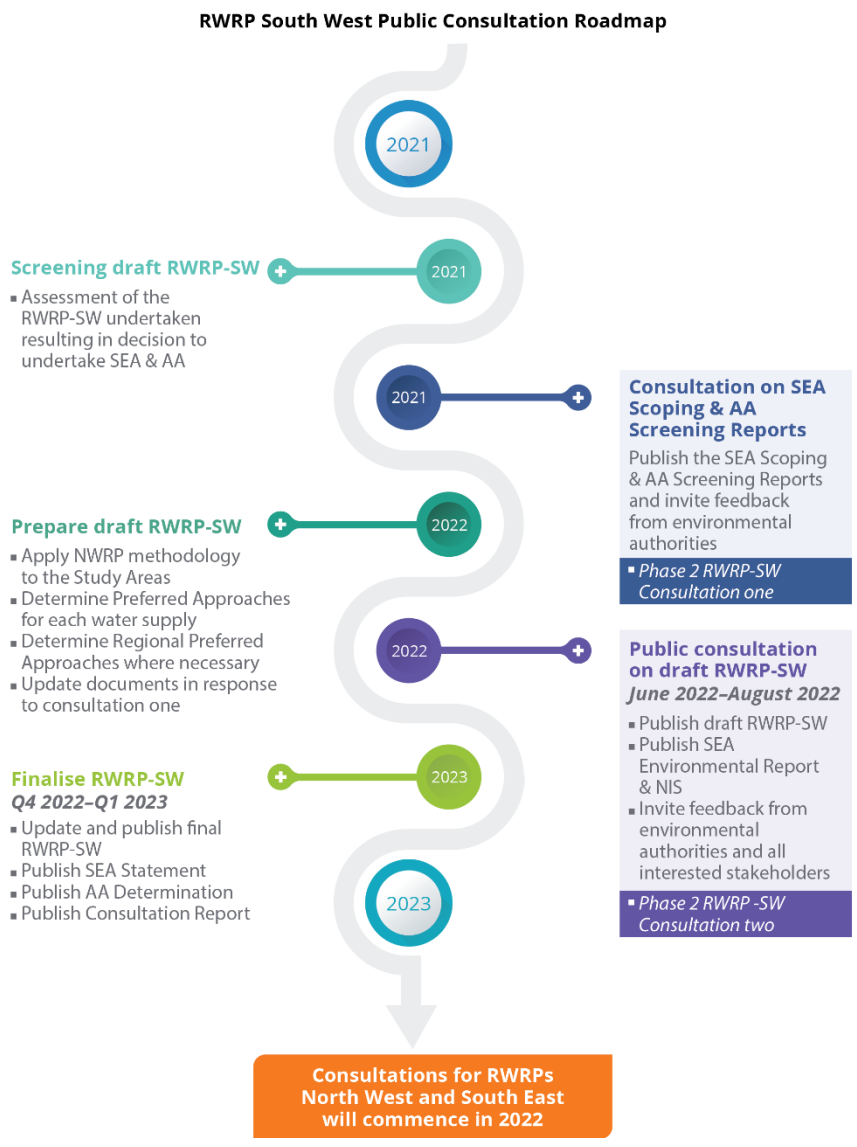 RWRP South West Public Consultation Roadmap
2021
Screening draft RWRP-SW
2021
▪ Assessment of the
RWRP-SW undertaken
resulting in decision to
undertake SEA & AA
2021
Consultation on SEA
Scoping & AA
Screening Reports
Publish the SEA Scoping
& AA Screening Reports
and invite feedback
from environmental
authorities
▪ Phase 2 RWRP-SW
Consultation one
Prepare draft RWRP-SW
2022
▪ Apply NWRP methodology
to the Study Areas
▪ Determine Preferred Approaches
for each water supply
▪ Determine Regional Preferred
Approaches where necessary
▪ Update documents in response
to consultation one
2022
Public consultation
on draft RWRP-SW
June 2022–August 2022
▪ Publish draft RWRP-SW
▪ Publish SEA
Environmental Report
& NIS
▪ Invite feedback from
environmental
authorities and all
interested stakeholders
▪ Phase 2 RWRP -SW
Consultation two
Finalise RWRP-SW
2023
Q4 2022–Q1 2023
▪ Update and publish final
RWRP-SW
▪ Publish SEA Statement
▪ Publish AA Determination
▪ Publish Consultation Report
2023
Consultations for RWRPs
North West and South East
will commence in 2022